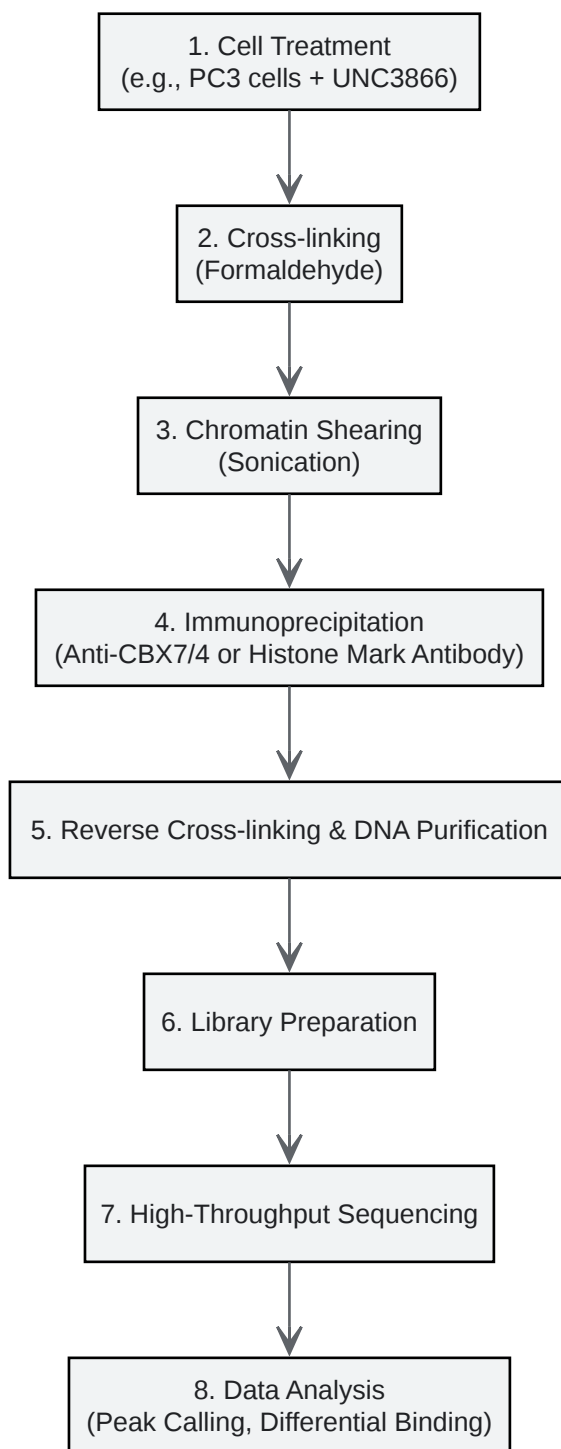 1. Cell Treatment
(e.g., PC3 cells + UNC3866)
2. Cross-linking
(Formaldehyde)
3. Chromatin Shearing
(Sonication)
4. Immunoprecipitation
(Anti-CBX7/4 or Histone Mark Antibody)
5. Reverse Cross-linking & DNA Purification
6. Library Preparation
7. High-Throughput Sequencing
8. Data Analysis
(Peak Calling, Differential Binding)